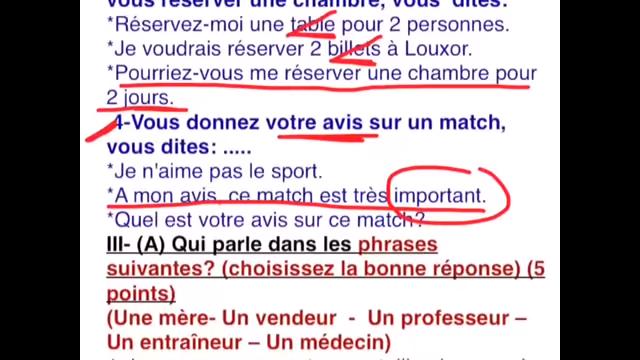 vous réservez une chambre, vous dites:
*Réservez-moi une table pour 2 personnes.
*Je voudrais réserver 2 billets à Louxor.
*Pourriez-vous me réserver une chambre pour
2 jours.
4-Vous donnez votre avis sur un match,
vous dites: .....
*Je n'aime pas le sport.
*A mon avis, ce match est très important.
*Quel est votre avis sur ce match?
III- (A) Qui parle dans les phrases
suivantes? (choisissez la bonne réponse) (5
points)
(Une mère- Un vendeur - Un professeur –
Un entraîneur – Un médecin)